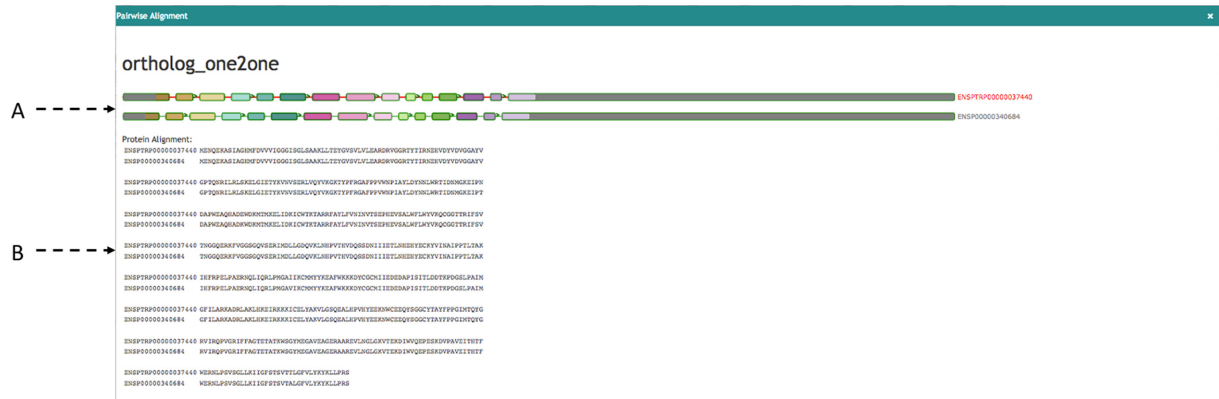 Pairwise Alignment
×
ortholog_one2one
A
ENSPTRP00000037440
ENSP00000340684
Protein Alignment:
ENSPTRP00000037440 MENQEKASIAGHMFDVVVIGGGISGLSAAKLLTEYGVSVLVLEARDRVGGRTYTIRNEHVDYVDVGGAYV
ENSP00000340684 MENQEKASIAGHMFDVVVIGGGISGLSAAKLLTEYGVSVLVLEARDRVGGRTYTIRNEHVDYVDVGGAYV
ENSPTRP00000037440 GPTQNRILRLSKELGIETYKVNVSERLVQYVKGKTYPFRGAFPPVWNPIAYLDYNNLWRTIDNMGKEIPN
ENSP00000340684 GPTQNRILRLSKELGIETYKVNVSERLVQYVKGKTYPFRGAFPPVWNPIAYLDYNNLWRTIDNMGKEIPT
ENSPTRP00000037440 DAPWEAQHADEWDKMTMKELIDKICWTKTARRFAYLFVNINVTSEPHEVSALWFLWYVKQCGGTTRIFSV
ENSP00000340684 DAPWEAQHADKWDKMTMKELIDKICWTKTARRFAYLFVNINVTSEPHEVSALWFLWYVKQCGGTTRIFSV
B
ENSPTRP00000037440 TNGGQERKFVGGSGQVSERIMDLLGDQVKLNHPVTHVDQSSDNIIIETLNHEHYECKYVINAIPPTLTAK
ENSP00000340684 TNGGQERKFVGGSGQVSERIMDLLGDQVKLNHPVTHVDQSSDNIIIETLNHEHYECKYVINAIPPTLTAK
ENSPTRP00000037440 IHFRPELPAERNQLIQRLPMGAIIKCMMYYKEAFWKKKDYCGCMIIEDEDAPISITLDDTKPDGSLPAIM
ENSP00000340684 IHFRPELPAERNQLIQRLPMGAVIKCMMYYKEAFWKKKDYCGCMIIEDEDAPISITLDDTKPDGSLPAIM
ENSPTRP00000037440 GFILARKADRLAKLHKEIRKKKICELYAKVLGSQEALHPVHYEEKNWCEEQYSGGCYTAYFPPGIMTQYG
ENSP00000340684 GFILARKADRLAKLHKEIRKKKICELYAKVLGSQEALHPVHYEEKNWCEEQYSGGCYTAYFPPGIMTQYG
ENSPTRP00000037440 RVIRQPVGRIFFAGTETATKWSGYMEGAVEAGERAAREVLNGLGKVTEKDIWVQEPESKDVPAVEITHTF
ENSP00000340684 RVIRQPVGRIFFAGTETATKWSGYMEGAVEAGERAAREVLNGLGKVTEKDIWVQEPESKDVPAVEITHTF
ENSPTRP00000037440 WERNLPSVSGLLKIIGFSTSVTTLGFVLYKYKLLPRS
ENSP00000340684 WERNLPSVSGLLKIIGFSTSVTALGFVLYKYKLLPRS